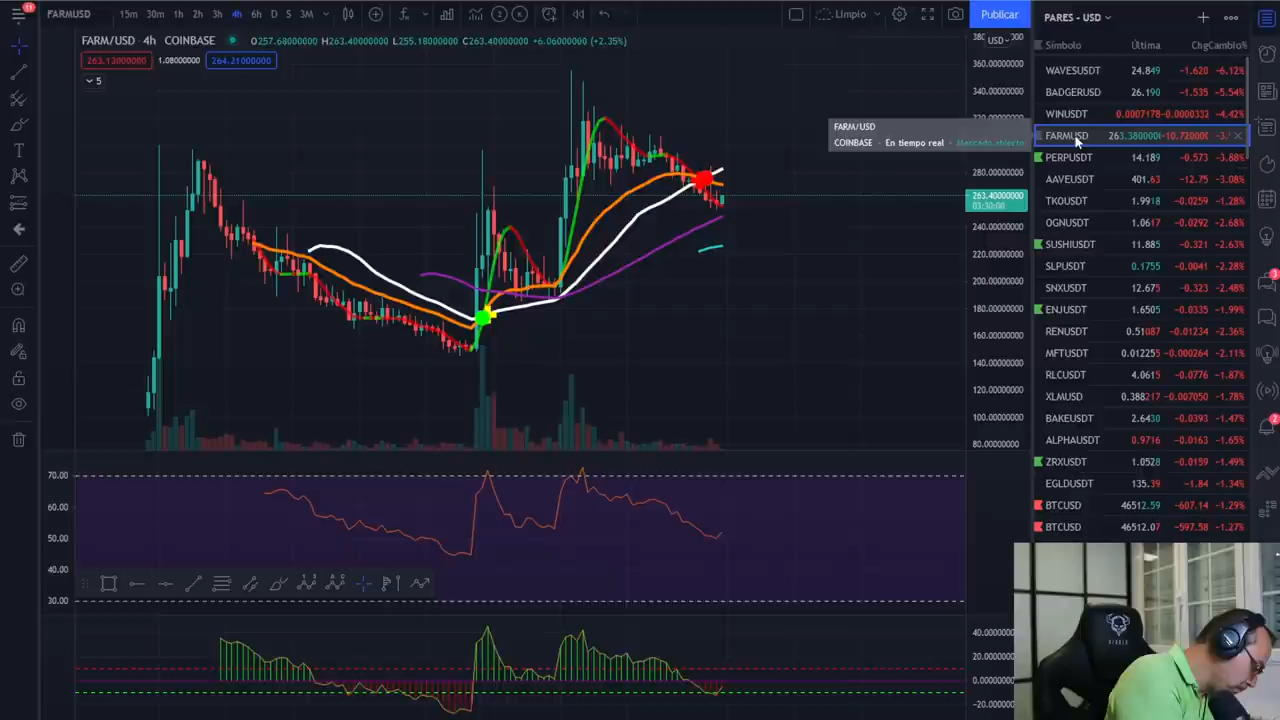 11
FARMUSD 15m 30m 1h 2h 3h 4h 6h D S 3M Limpio Publicar
FARM/USD · 4h · COINBASE O257.68000000 H263.40000000 L255.18000000 C263.40000000 +6.06000000 (+2.35%)
263.13000000 1.08000000 264.21000000
5
USD
360.00000000
340.00000000
280.00000000
263.40000000
03:30:08
240.00000000
220.00000000
200.00000000
180.00000000
160.00000000
140.00000000
120.00000000
100.00000000
80.00000000
FARM/USD
COINBASE · En tiempo real · Mercado abierto
70.00
60.00
50.00
40.00
30.00
40.0000000
20.0000000
0.00000000
-20.000000
PARES - USD
Símbolo Última Chg Cambio%
WAVESUSDT 24.849 -1.620 -6.12%
BADGERUSD 26.190 -1.535 -5.54%
WINUSDT 0.0007178 -0.0000332 -4.42%
FARMUSD 263.380000 -10.72000
PERPUSDT 14.189 -0.573 -3.88%
AAVEUSDT 401.63 -12.75 -3.08%
TKOUSDT 1.9918 -0.0259 -1.28%
OGNUSDT 1.0617 -0.0292 -2.68%
SUSHIUSDT 11.885 -0.321 -2.63%
SLPUSDT 0.1755 -0.0041 -2.28%
SNXUSDT 12.675 -0.323 -2.48%
ENJUSDT 1.6505 -0.0335 -1.99%
RENUSDT 0.51087 -0.01234 -2.36%
MFTUSDT 0.012255 -0.000264 -2.11%
RLCUSDT 4.0615 -0.0776 -1.87%
XLMUSDT 0.388217 -0.007050 -1.78%
BAKEUSDT 2.6430 -0.0393 -1.47%
ALPHAUSDT 0.9716 -0.0163 -1.65%
ZRXUSDT 1.0528 -0.0159 -1.49%
EGLDUSDT 135.39 -1.84 -1.34%
BTCUSD 46512.59 -607.14 -1.29%
BTCUSD 46512.07 -597.58 -1.27%
3
2